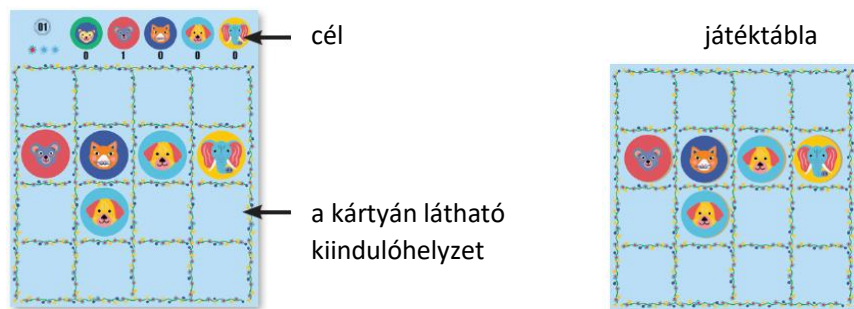 01
0 1 0 0 0
cél
játéktábla
a kártyán látható
kiindulóhelyzet